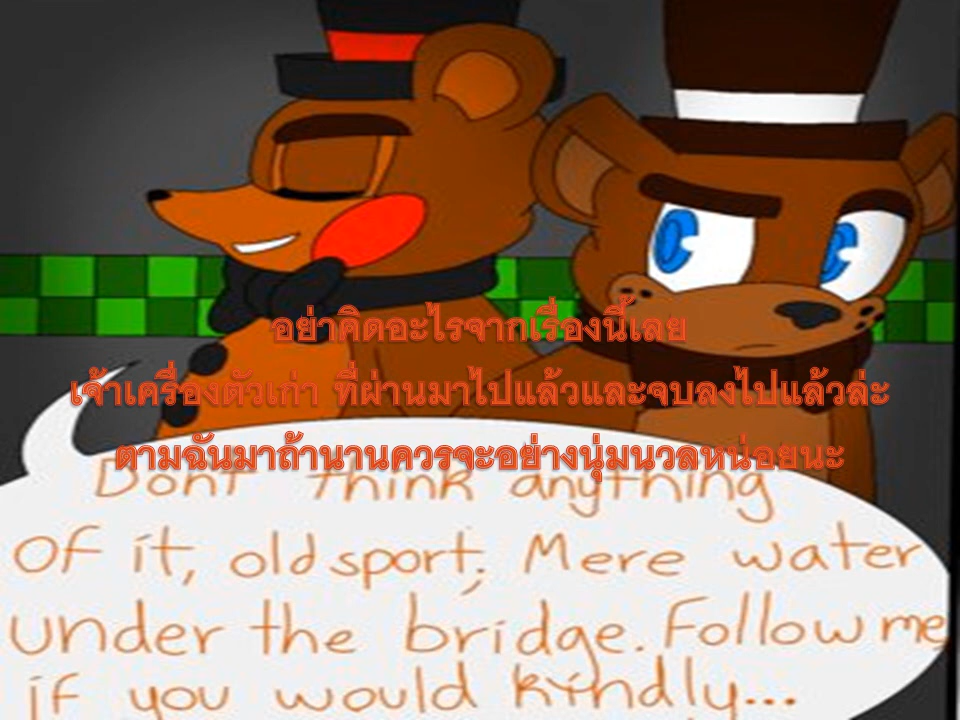 อย่าคิดอะไรจากเรื่องนี้เลย
เจ้าเครื่องตัวเก่า ที่ผ่านมาไปแล้วและจบลงไปแล้วล่ะ
ตามฉันมาถ้านานควรจะอย่างนุ่มนวลหน่อยนะ
Dont think anything
of it, old sport; Mere water
under the bridge. Follow me,
if you would kindly...